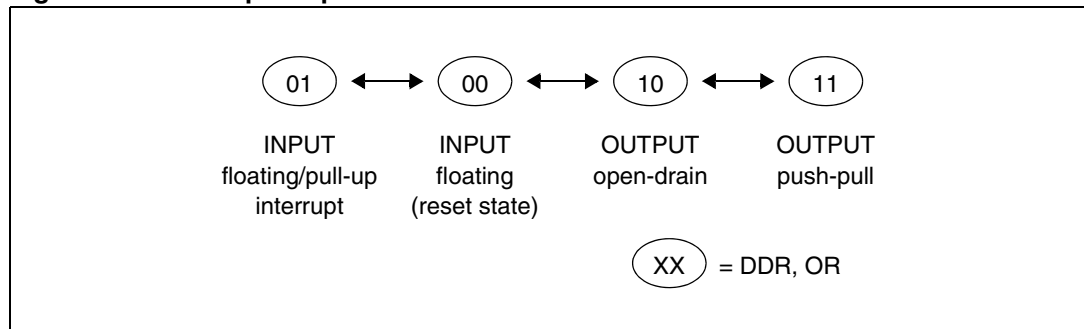 01 00 10 11
INPUT INPUT OUTPUT OUTPUT
floating/pull-up floating open-drain push-pull
interrupt (reset state)
XX = DDR, OR